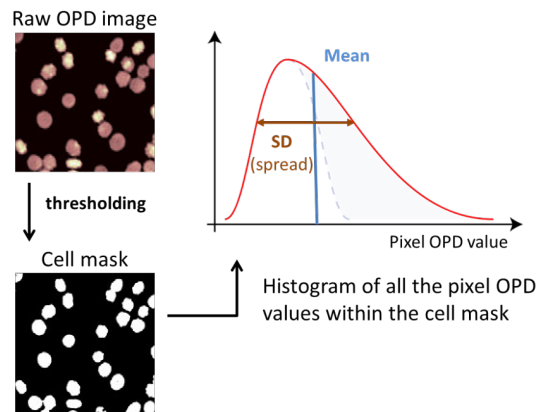 Raw OPD image
Mean
SD
(spread)
thresholding
Pixel OPD value
Cell mask
Histogram of all the pixel OPD
values within the cell mask